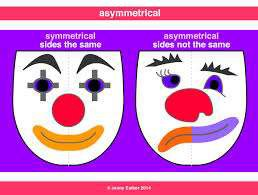 asymmetrical
symmetrical
sides the same
asymmetrical
sides not the same
© Jenny Eather 2014